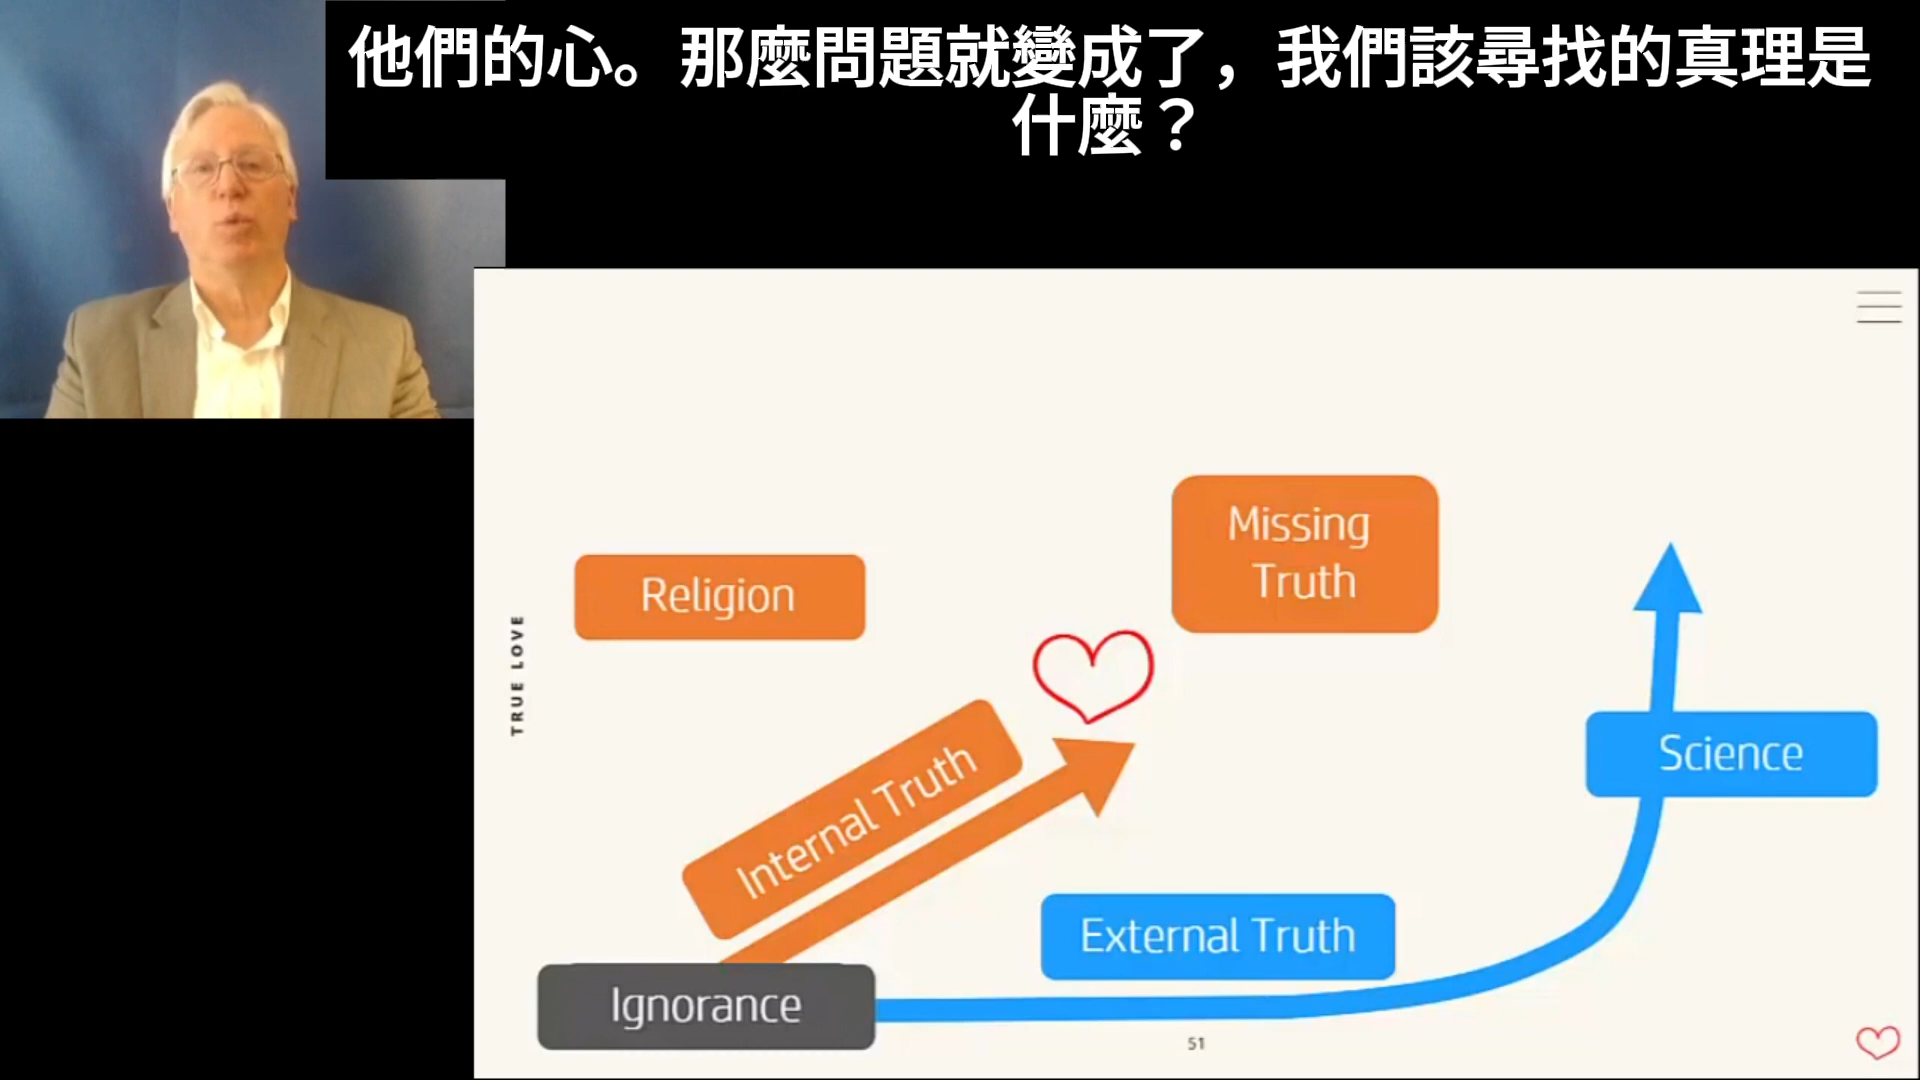 他們的心。那麼問題就變成了，我們該尋找的真理是
什麼？
Missing
Truth
Religion
TRUE LOVE
Internal Truth
Science
External Truth
Ignorance
51